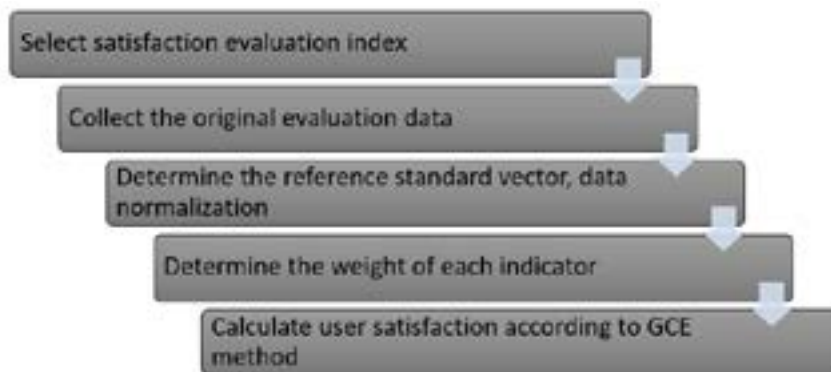 Select satisfaction evaluation index
Collect the original evaluation data
Determine the reference standard vector, data
normalization
Determine the weight of each indicator
Calculate user satisfaction according to GCE
method